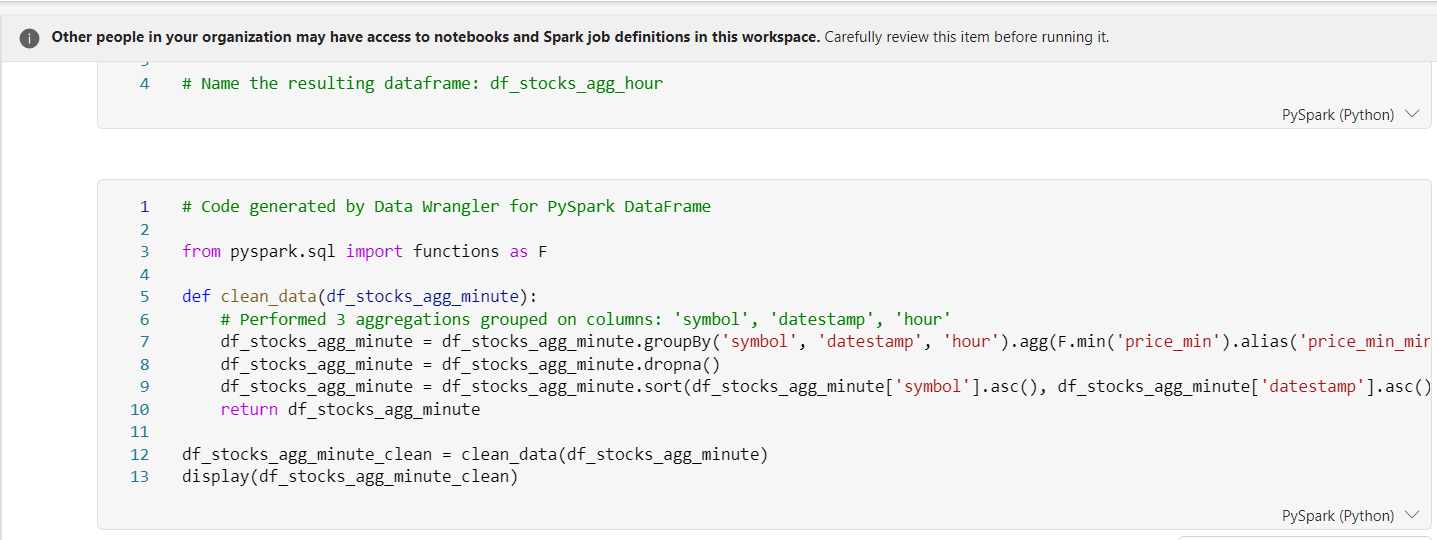 Other people in your organization may have access to notebooks and Spark job definitions in this workspace. Carefully review this item before running it.
4 # Name the resulting dataframe: df_stocks_agg_hour
PySpark (Python)
1 # Code generated by Data Wrangler for PySpark DataFrame
2
3 from pyspark.sql import functions as F
4
5 def clean_data(df_stocks_agg_minute):
6     # Performed 3 aggregations grouped on columns: 'symbol', 'datestamp', 'hour'
7     df_stocks_agg_minute = df_stocks_agg_minute.groupBy('symbol', 'datestamp', 'hour').agg(F.min('price_min').alias('price_min_mir
8     df_stocks_agg_minute = df_stocks_agg_minute.dropna()
9     df_stocks_agg_minute = df_stocks_agg_minute.sort(df_stocks_agg_minute['symbol'].asc(), df_stocks_agg_minute['datestamp'].asc()
10     return df_stocks_agg_minute
11
12 df_stocks_agg_minute_clean = clean_data(df_stocks_agg_minute)
13 display(df_stocks_agg_minute_clean)
PySpark (Python)